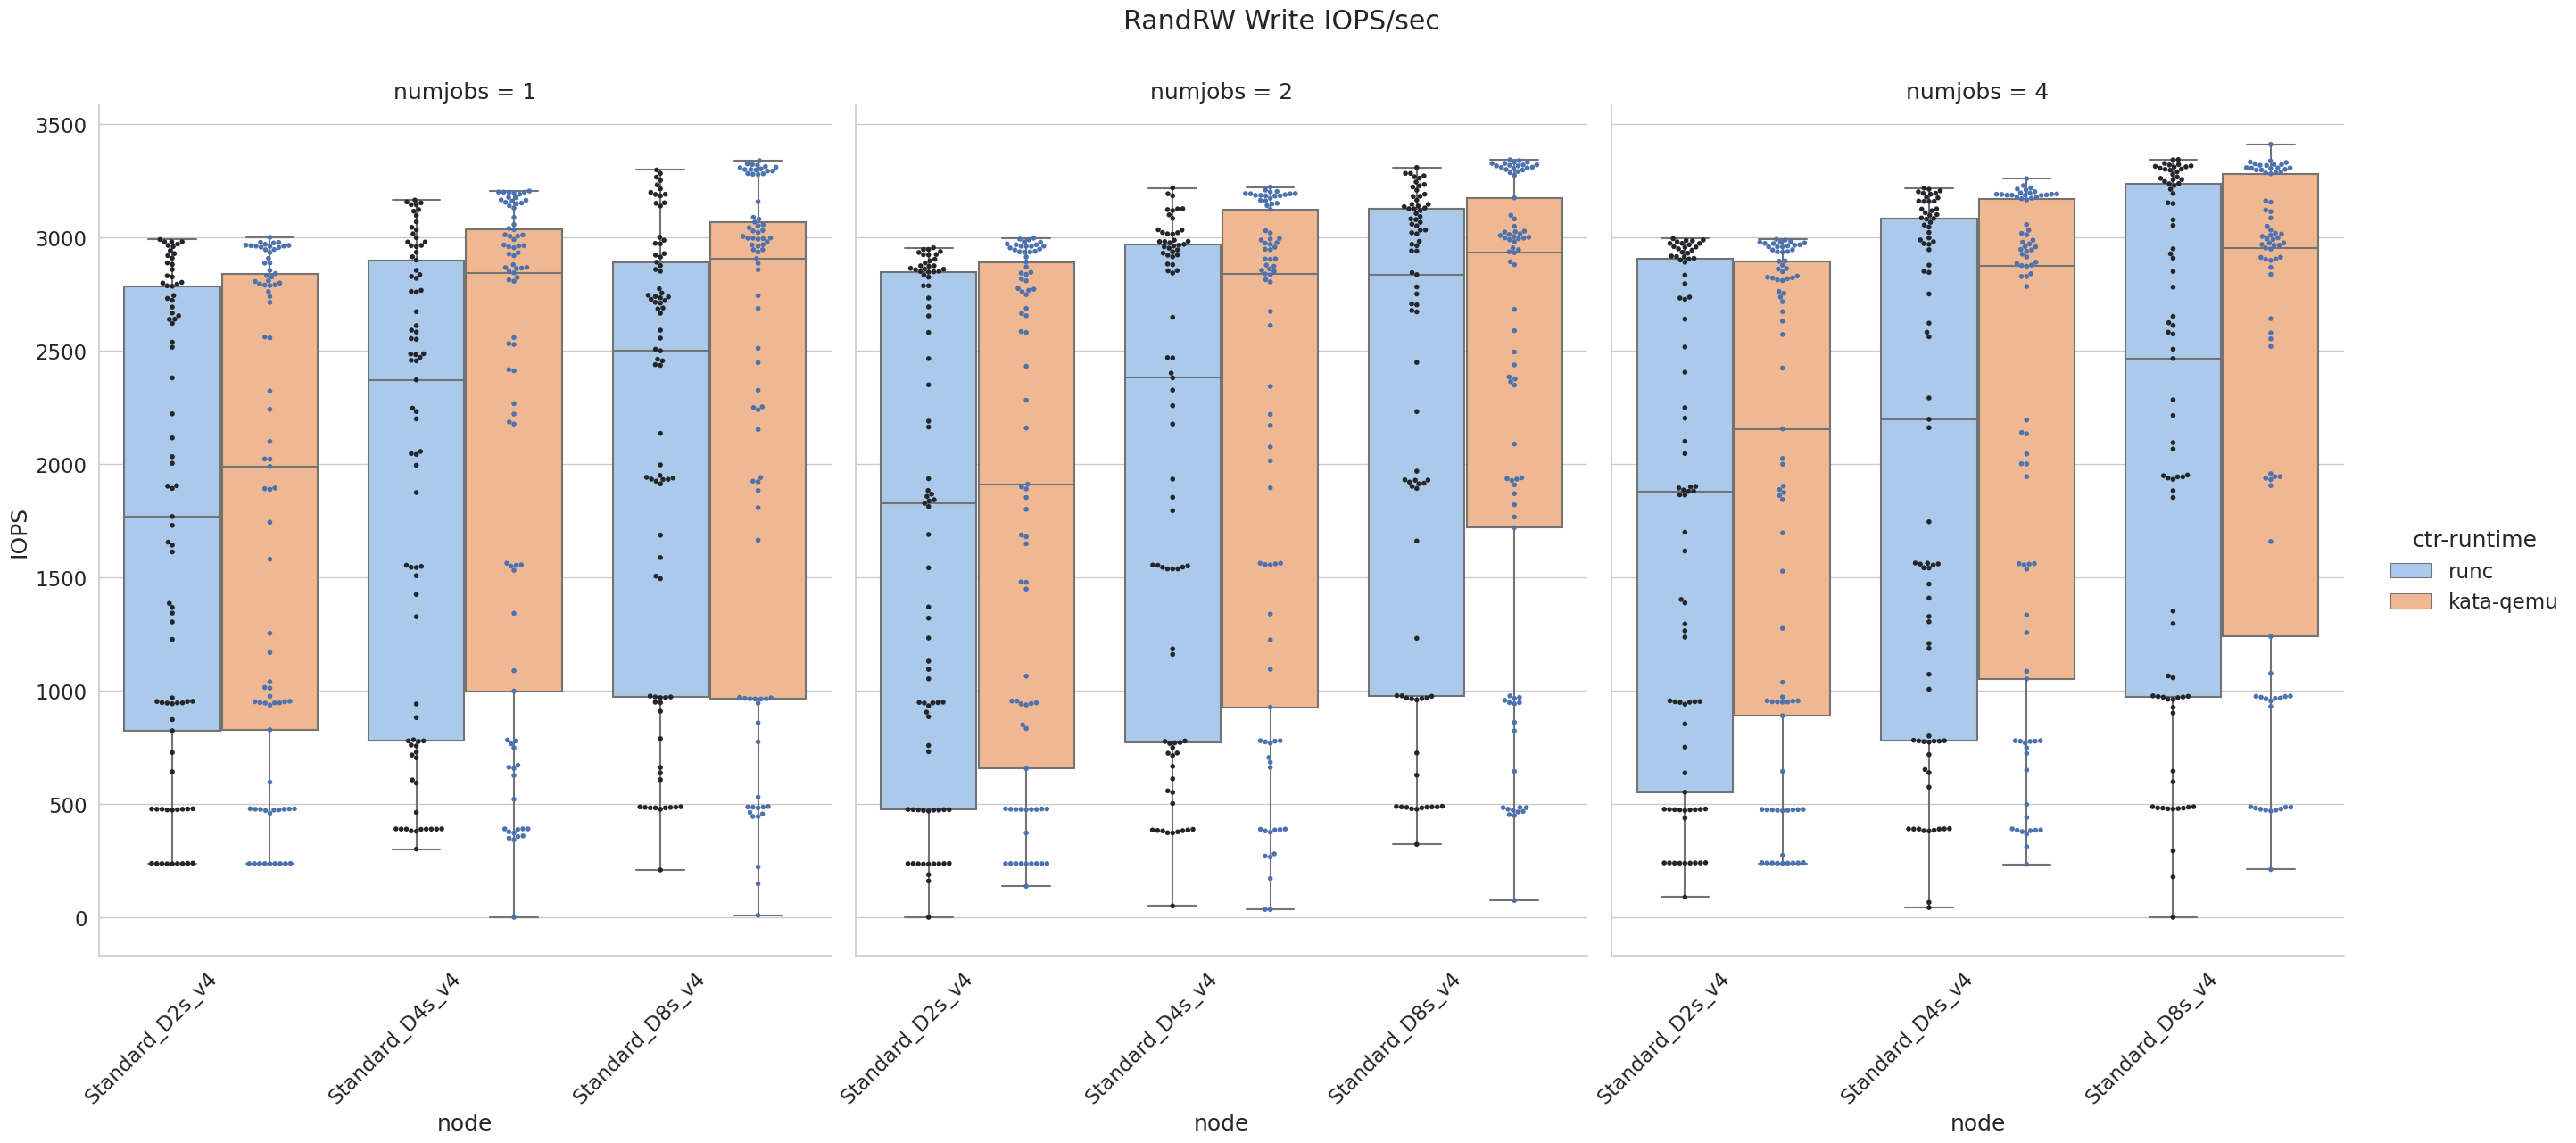 RandRW Write IOPS/sec
numjobs = 1
numjobs = 2
numjobs = 4
IOPS
3500
3000
2500
2000
1500
1000
500
0
Standard_D2s_v4
Standard_D4s_v4
Standard_D8s_v4
Standard_D2s_v4
Standard_D4s_v4
Standard_D8s_v4
Standard_D2s_v4
Standard_D4s_v4
Standard_D8s_v4
node
node
node
ctr-runtime
runc
kata-qemu